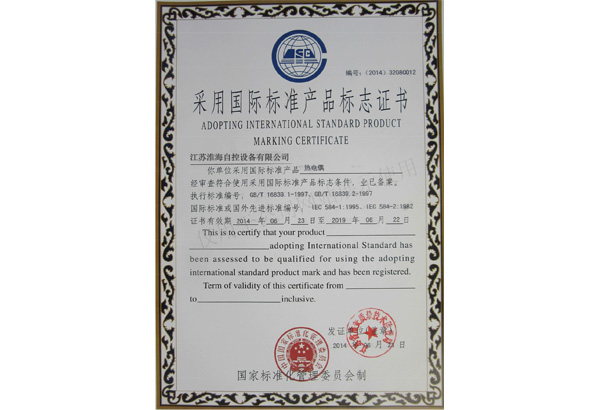 编号:(2014)32080012
采用国际标准产品标志证书
ADOPTING INTERNATIONAL STANDARD PRODUCT
MARKING CERTIFICATE
江苏淮海自控设备有限公司
你单位采用国际标准产品 热电偶
经审查符合使用采用国际标准产品标志条件,业已备案。
执行标准编号:GB/T 16839.1-1997、GB/T 16839.2-1997
国际标准或国外先进标准编号:IEC 584-1:1995、IEC 584-2:1982
证书有效期 2014 年 06 月 23 日至 2019 年 06 月 22 日
This is to certify that your product
adopting International Standard has
been assessed to be qualified for using the adopting
international standard product mark and has been registered.
Term of validity of this certificate from
to inclusive.
发证
2014 06 日
国家标准化管理委员会制